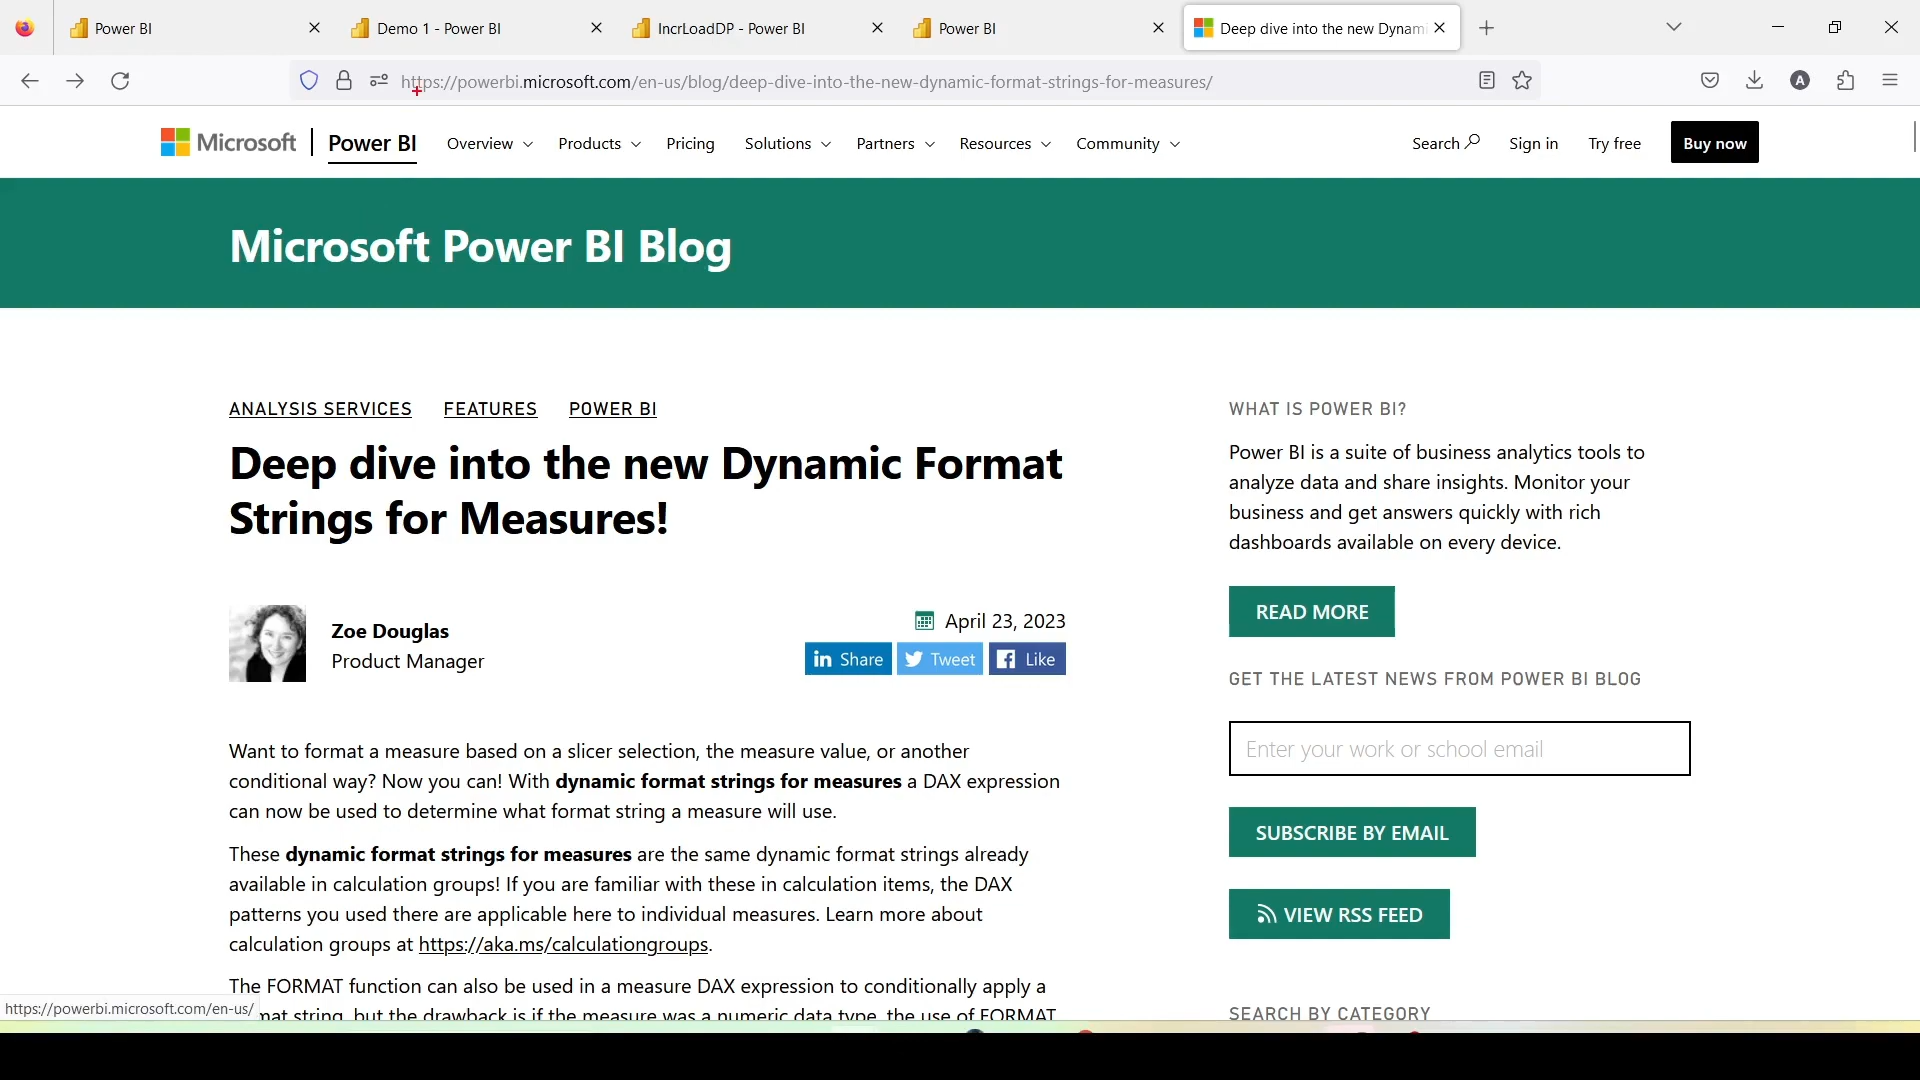 Power BI
Demo 1 - Power BI
IncrLoadDP - Power BI
Power BI
Deep dive into the new Dynam
https://powerbi.microsoft.com/en-us/blog/deep-dive-into-the-new-dynamic-format-strings-for-measures/
A
Microsoft
Power BI
Overview
Products
Pricing
Solutions
Partners
Resources
Community
Search
Sign in
Try free
Buy now
Microsoft Power BI Blog
ANALYSIS SERVICES
FEATURES
POWER BI
Deep dive into the new Dynamic Format
Strings for Measures!
Zoe Douglas
Product Manager
April 23, 2023
in Share
Tweet
Like
Want to format a measure based on a slicer selection, the measure value, or another
conditional way? Now you can! With dynamic format strings for measures a DAX expression
can now be used to determine what format string a measure will use.
These dynamic format strings for measures are the same dynamic format strings already
available in calculation groups! If you are familiar with these in calculation items, the DAX
patterns you used there are applicable here to individual measures. Learn more about
calculation groups at https://aka.ms/calculationgroups.
The FORMAT function can also be used in a measure DAX expression to conditionally apply a
mat string, but the drawback is if the measure was a numeric data type, the use of FORMAT
WHAT IS POWER BI?
Power BI is a suite of business analytics tools to
analyze data and share insights. Monitor your
business and get answers quickly with rich
dashboards available on every device.
READ MORE
GET THE LATEST NEWS FROM POWER BI BLOG
Enter your work or school email
SUBSCRIBE BY EMAIL
VIEW RSS FEED
SEARCH BY CATEGORY
https://powerbi.microsoft.com/en-us/